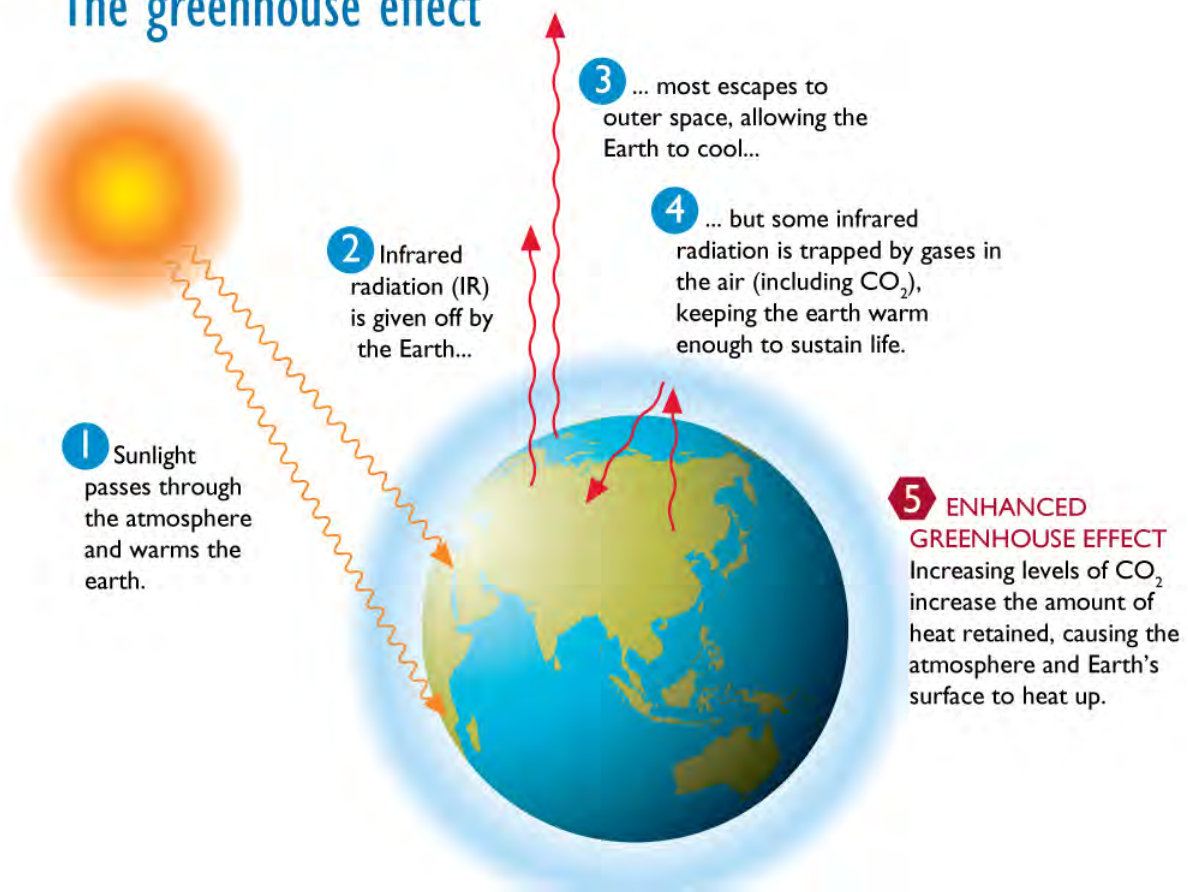 The greenhouse effect
1 Sunlight
passes through
the atmosphere
and warms the
earth.
2 Infrared
radiation (IR)
is given off by
the Earth...
3 ... most escapes to
outer space, allowing the
Earth to cool...
4 ... but some infrared
radiation is trapped by gases in
the air (including CO₂),
keeping the earth warm
enough to sustain life.
5 ENHANCED
GREENHOUSE EFFECT
Increasing levels of CO₂
increase the amount of
heat retained, causing the
atmosphere and Earth's
surface to heat up.